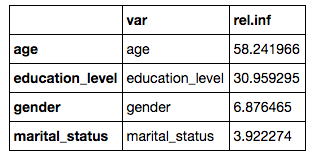 var rel.inf
age age 58.241966
education_level education_level 30.959295
gender gender 6.876465
marital_status marital_status 3.922274